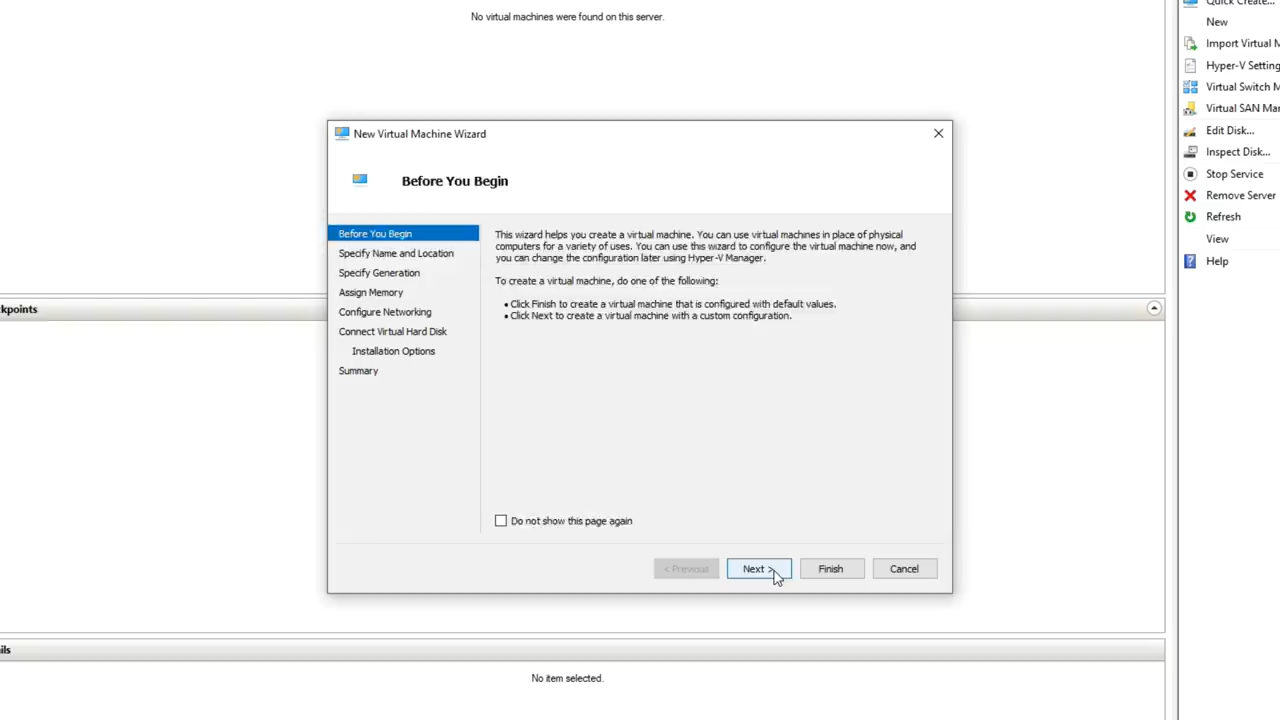 No virtual machines were found on this server.
Quick Create...
New
Import Virtual M
Hyper-V Setting
Virtual Switch M
Virtual SAN Mar
Edit Disk...
Inspect Disk...
Stop Service
Remove Server
Refresh
View
Help
New Virtual Machine Wizard
Before You Begin
Before You Begin
Specify Name and Location
Specify Generation
Assign Memory
Configure Networking
Connect Virtual Hard Disk
Installation Options
Summary
This wizard helps you create a virtual machine. You can use virtual machines in place of physical
computers for a variety of uses. You can use this wizard to configure the virtual machine now, and
you can change the configuration later using Hyper-V Manager.
To create a virtual machine, do one of the following:
• Click Finish to create a virtual machine that is configured with default values.
• Click Next to create a virtual machine with a custom configuration.
Do not show this page again
< Previous
Next >
Finish
Cancel
kpoints
ils
No item selected.